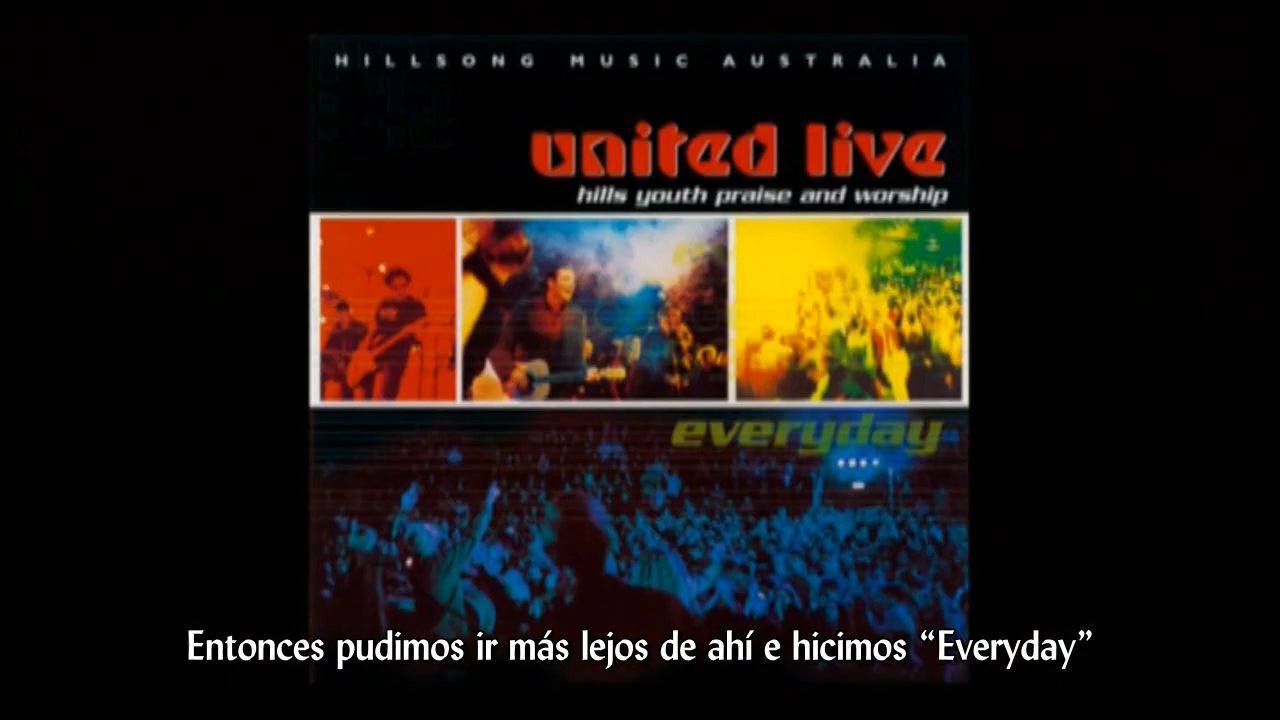 HILLSONG MUSIC AUSTRALIA
united live
hills youth praise and worship
everyday
Entonces pudimos ir más lejos de ahí e hicimos “Everyday”